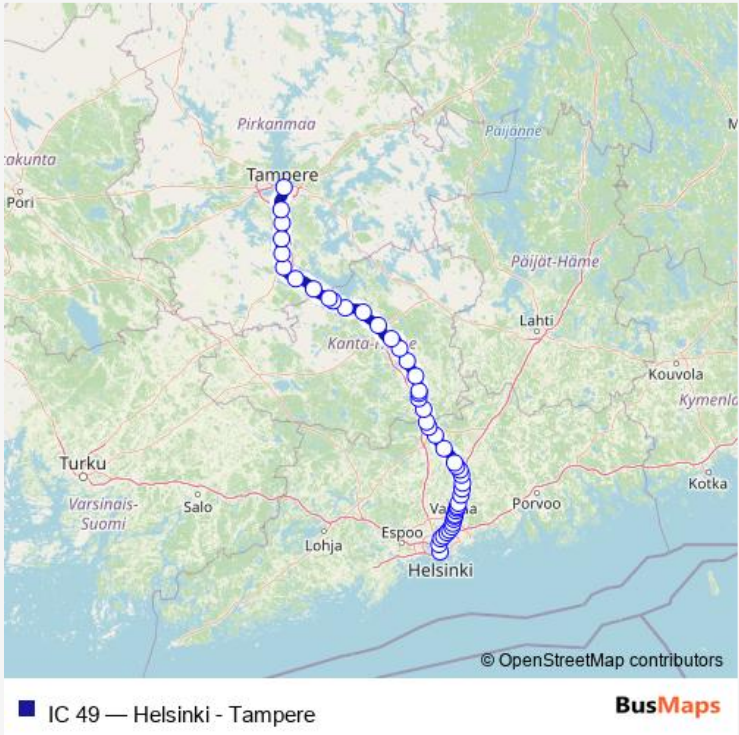 Pirkanmaa
Päijänne
M
akunta
Tampere
Pori
Päijät-Häme
Lahti
Kanta-H
Kouvola
Kymenla
Turku
Varsinais-
Suomi
Salo
Porvoo
Kotka
Espoo
Lohja
Helsinki
© OpenStreetMap contributors
IC 49 — Helsinki - Tampere
BusMaps